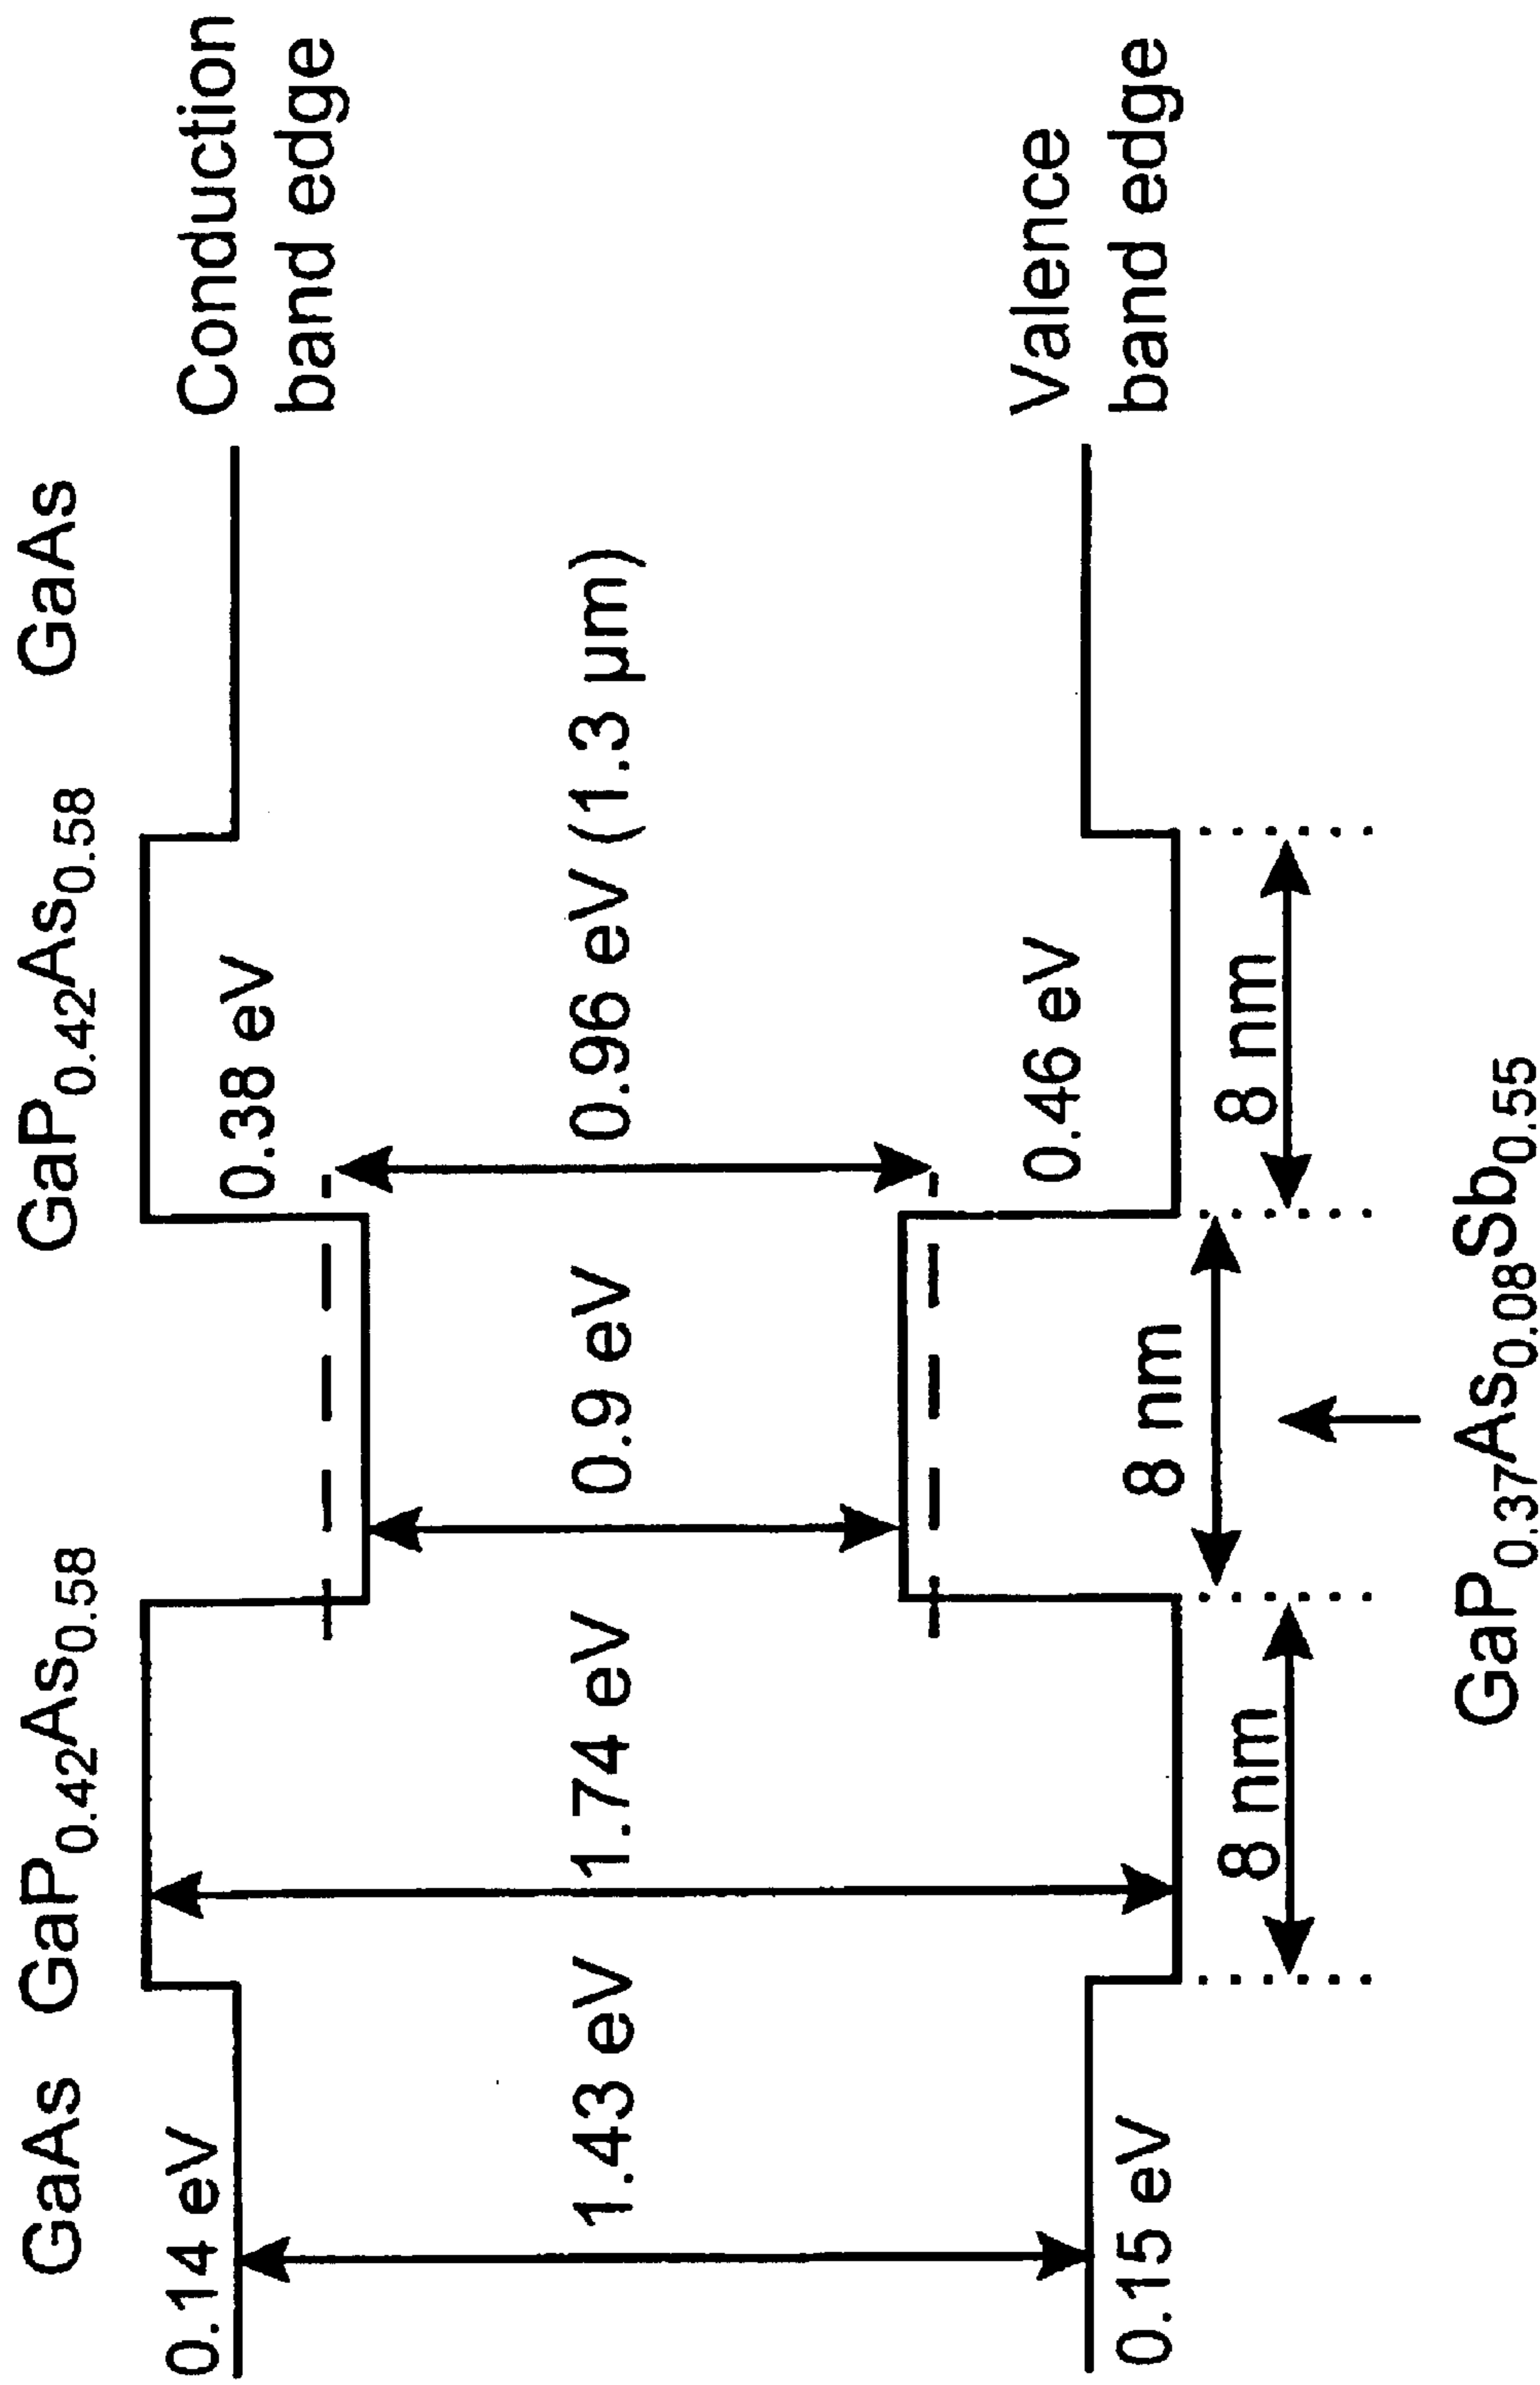 GaAs GaP0.42As0.58 GaP0.42As0.58 GaAs
0.14 eV
0.38 eV
Conduction
band edge
1.43 eV
1.74 eV
0.9 eV
0.96 eV (1.3 µm)
0.15 eV
0.46 eV
Valence
band edge
8 nm
8 nm
8 nm
GaP0.37As0.08Sb0.55